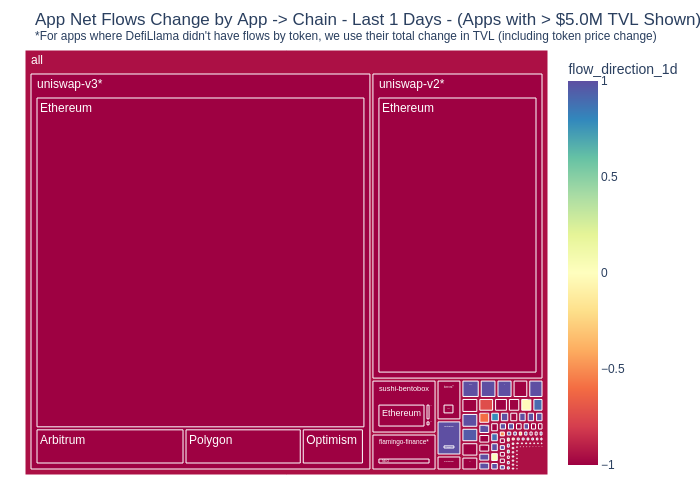 App Net Flows Change by App -> Chain - Last 1 Days - (Apps with > $5.0M TVL Shown)
*For apps where DefiLlama didn't have flows by token, we use their total change in TVL (including token price change)
all
uniswap-v3*
uniswap-v2*
Ethereum
Ethereum
Arbitrum
Polygon
Optimism
sushi-bentobox
Ethereum
flamingo-finance*
flow_direction_1d
1
0.5
0
−0.5
−1